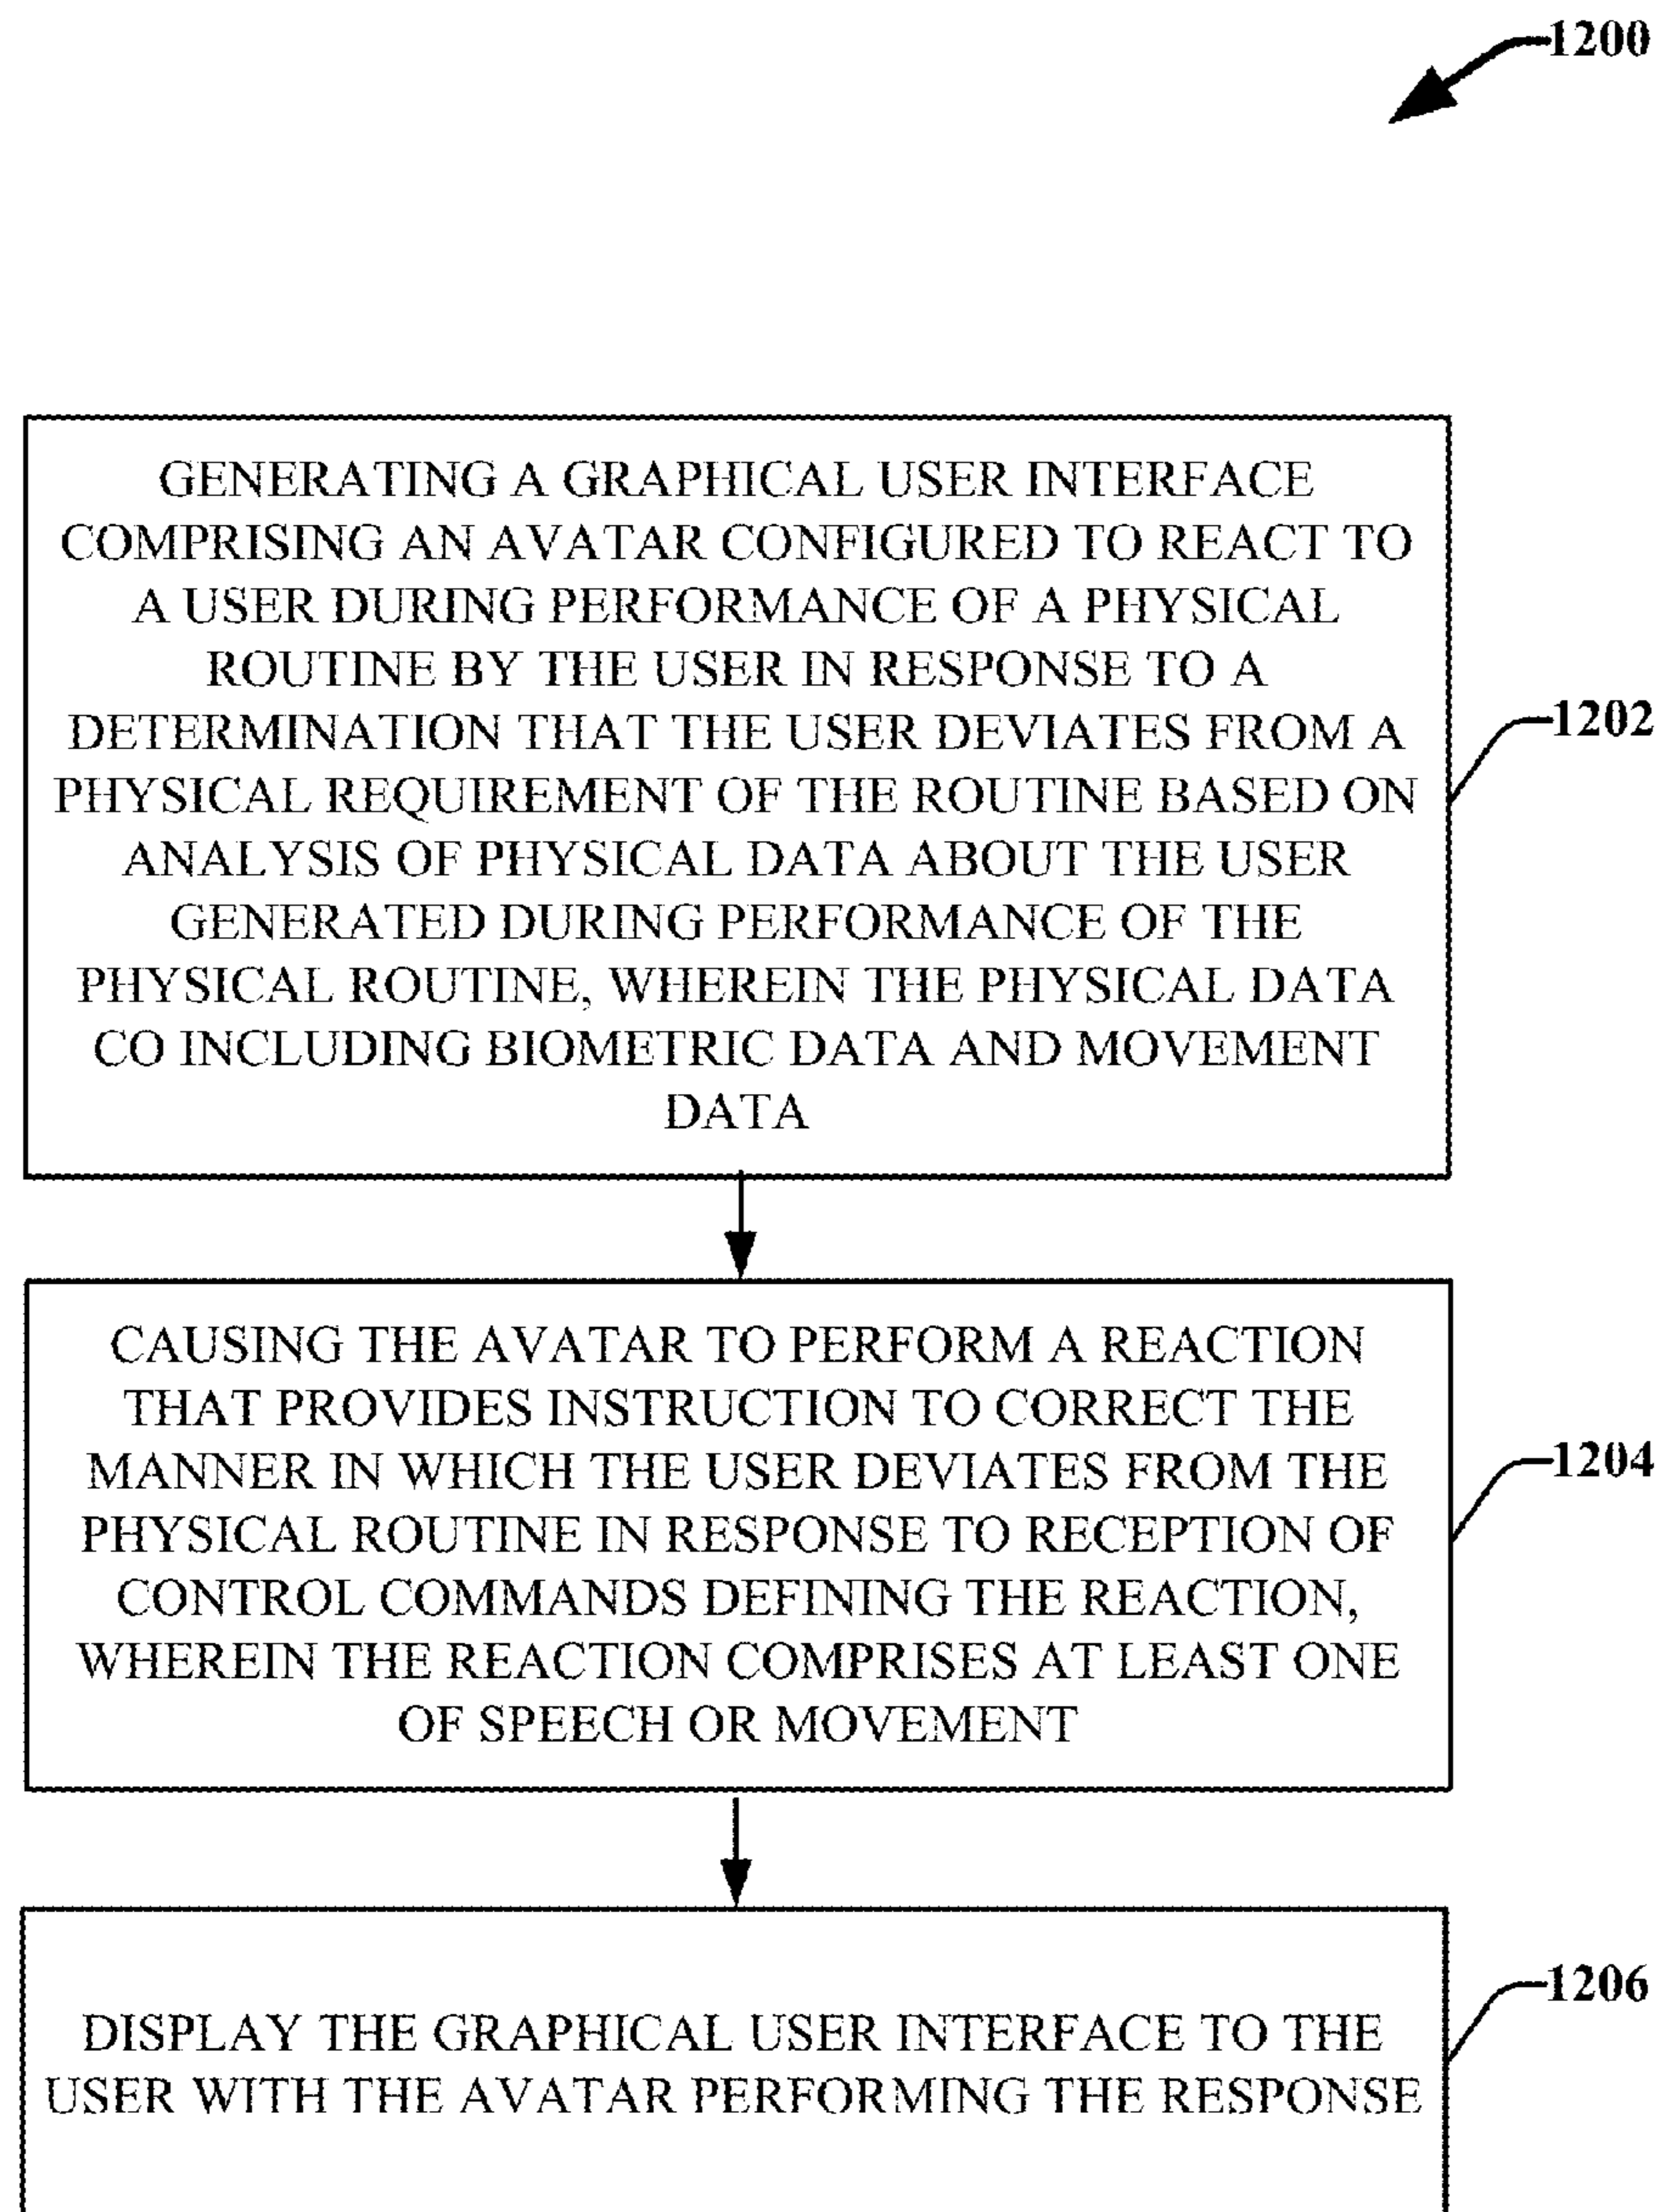 1200
GENERATING A GRAPHICAL USER INTERFACE
COMPRISING AN AVATAR CONFIGURED TO REACT TO
A USER DURING PERFORMANCE OF A PHYSICAL
ROUTINE BY THE USER IN RESPONSE TO A
DETERMINATION THAT THE USER DEVIATES FROM A
PHYSICAL REQUIREMENT OF THE ROUTINE BASED ON
ANALYSIS OF PHYSICAL DATA ABOUT THE USER
GENERATED DURING PERFORMANCE OF THE
PHYSICAL ROUTINE, WHEREIN THE PHYSICAL DATA
CO INCLUDING BIOMETRIC DATA AND MOVEMENT
DATA
1202
CAUSING THE AVATAR TO PERFORM A REACTION
THAT PROVIDES INSTRUCTION TO CORRECT THE
MANNER IN WHICH THE USER DEVIATES FROM THE
PHYSICAL ROUTINE IN RESPONSE TO RECEPTION OF
CONTROL COMMANDS DEFINING THE REACTION,
WHEREIN THE REACTION COMPRISES AT LEAST ONE
OF SPEECH OR MOVEMENT
1204
DISPLAY THE GRAPHICAL USER INTERFACE TO THE
USER WITH THE AVATAR PERFORMING THE RESPONSE
1206